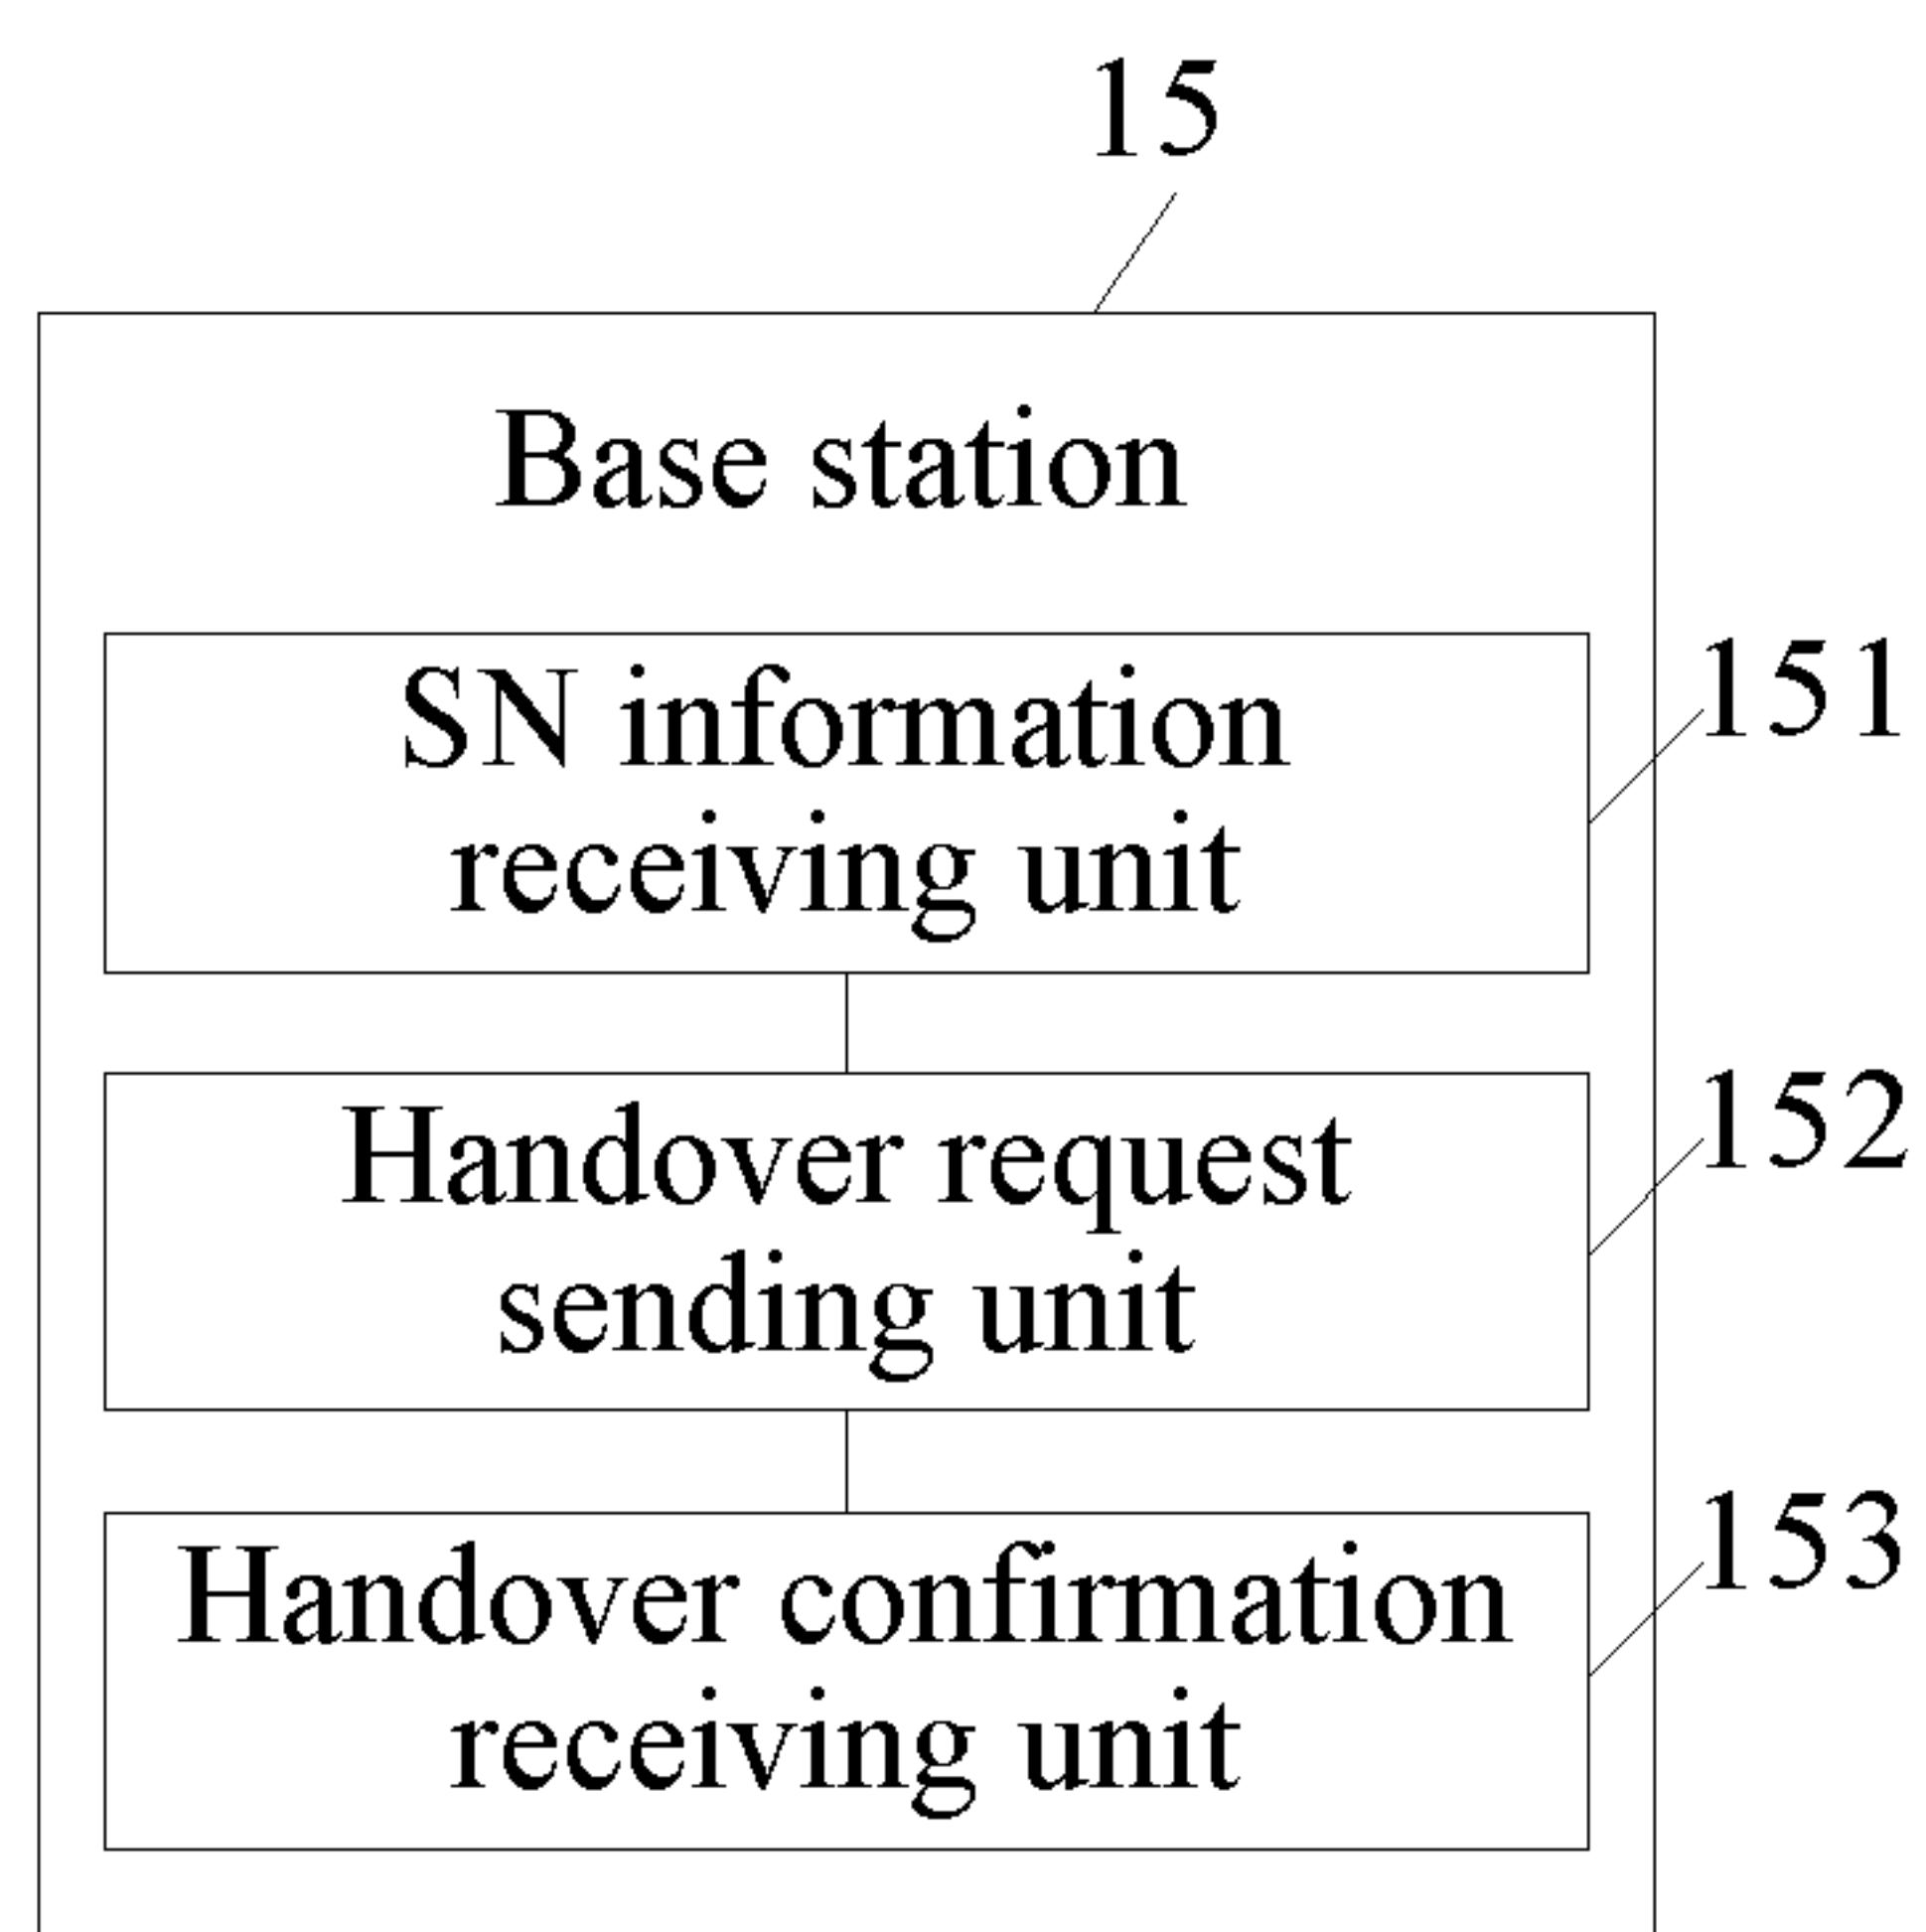 15
Base station
SN information
receiving unit
151
Handover request
sending unit
152
Handover confirmation
receiving unit
153